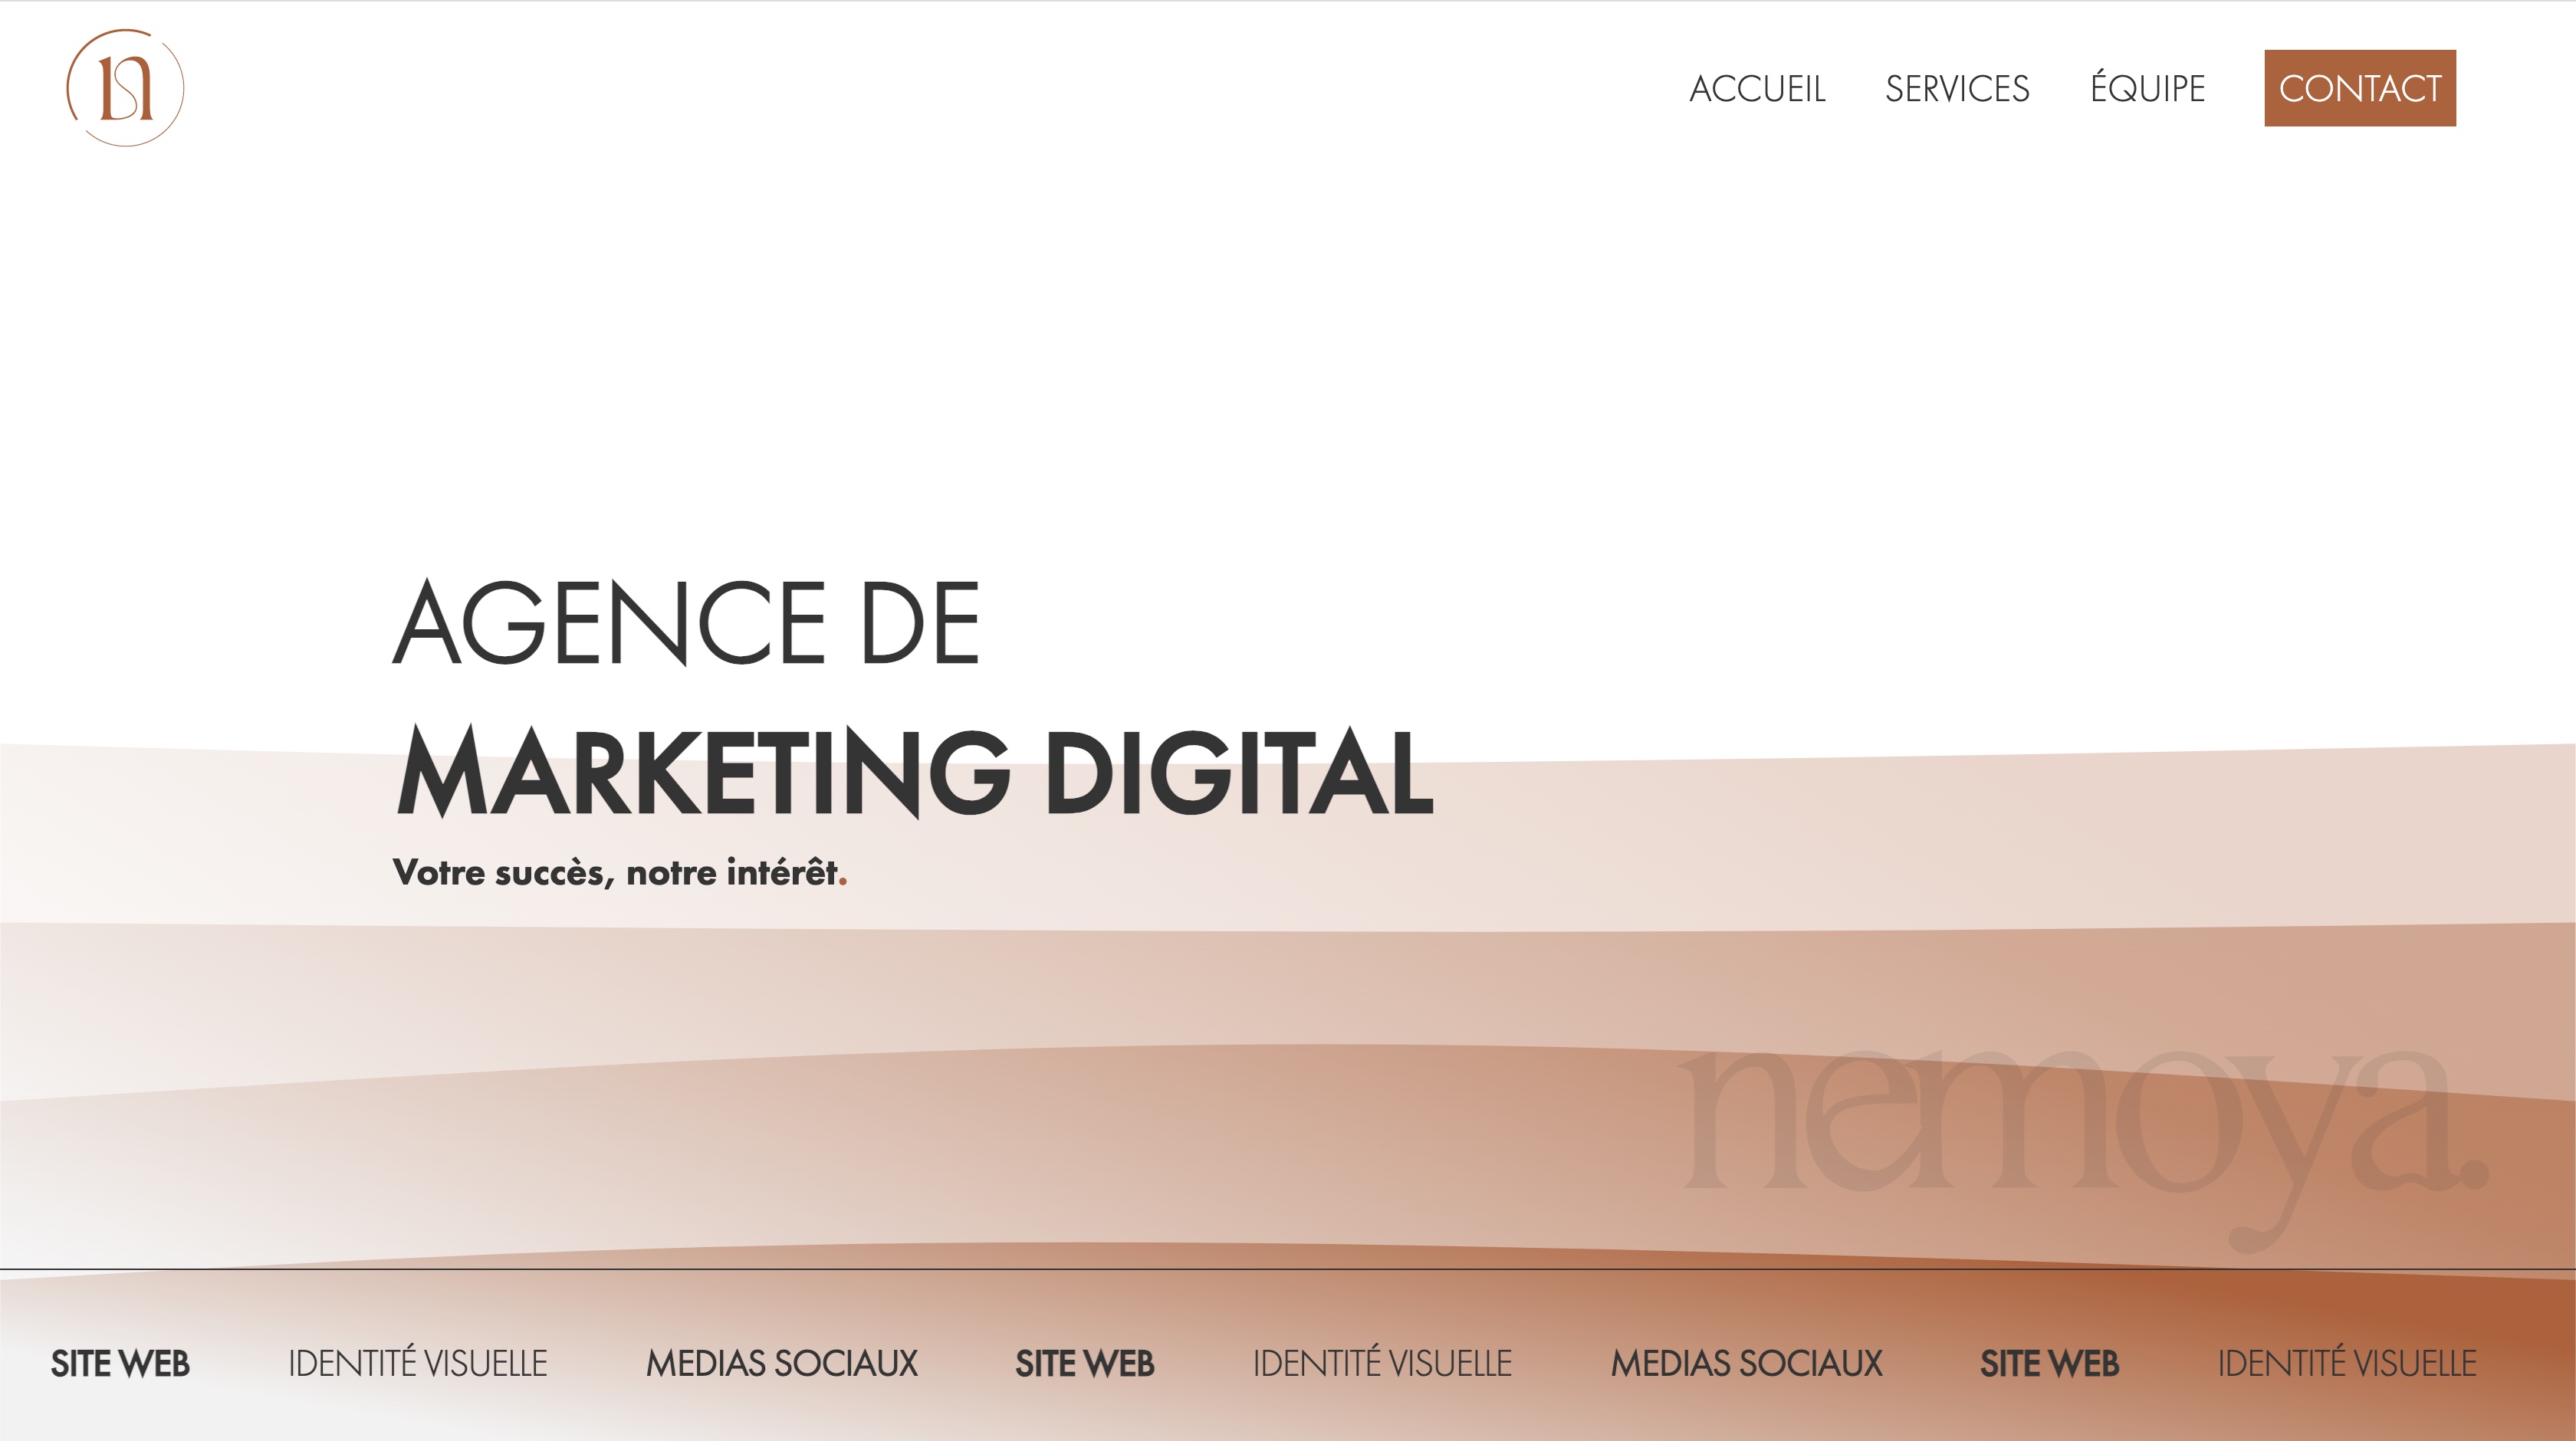 ACCUEIL SERVICES ÉQUIPE CONTACT
AGENCE DE
MARKETING DIGITAL
Votre succès, notre intérêt.
nemoya.
SITE WEB IDENTITÉ VISUELLE MEDIAS SOCIAUX SITE WEB IDENTITÉ VISUELLE MEDIAS SOCIAUX SITE WEB IDENTITÉ VISUELLE